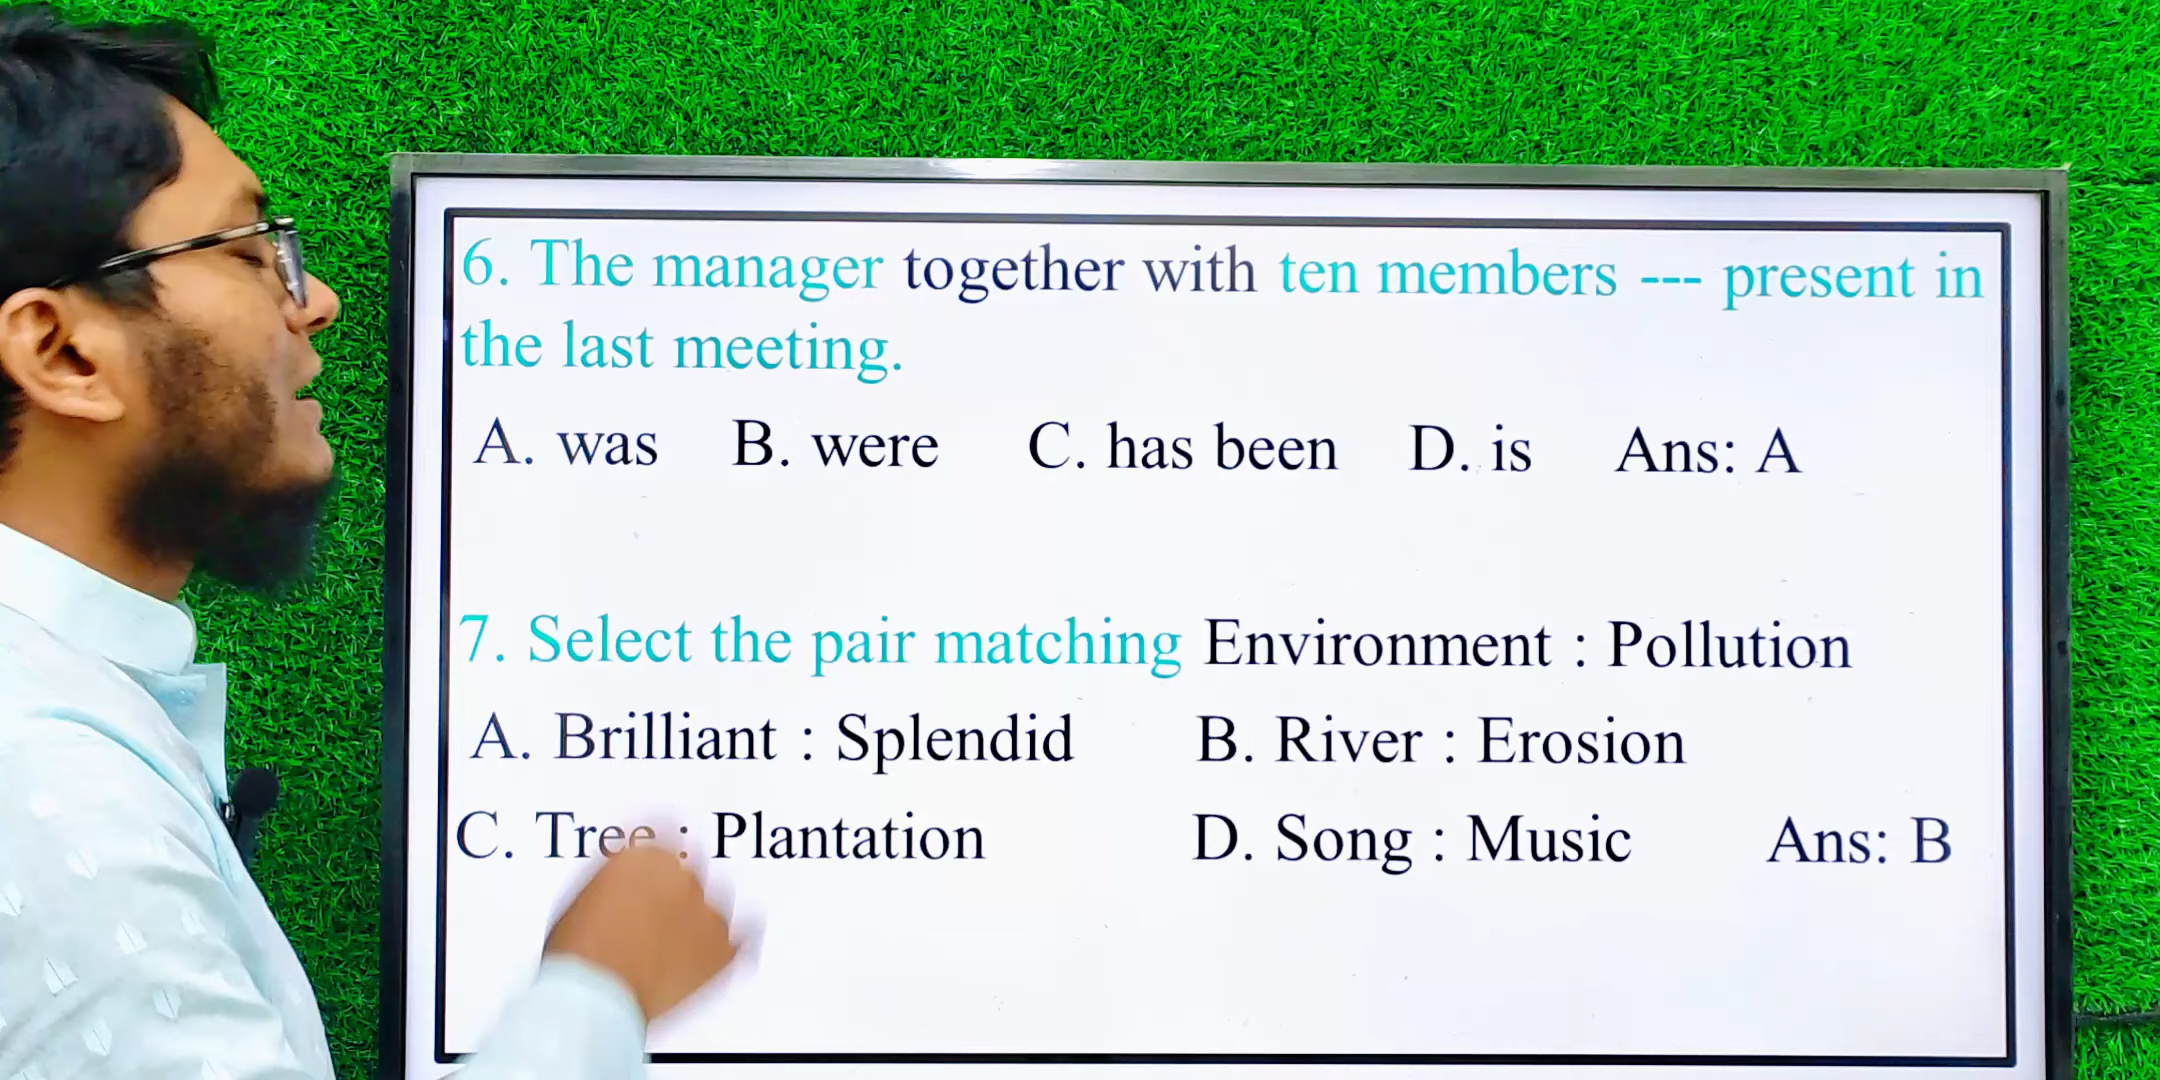 6. The manager together with ten members --- present in
the last meeting.
A. was B. were C. has been D. is Ans: A
7. Select the pair matching Environment : Pollution
A. Brilliant : Splendid B. River : Erosion
C. Tree : Plantation D. Song : Music Ans: B